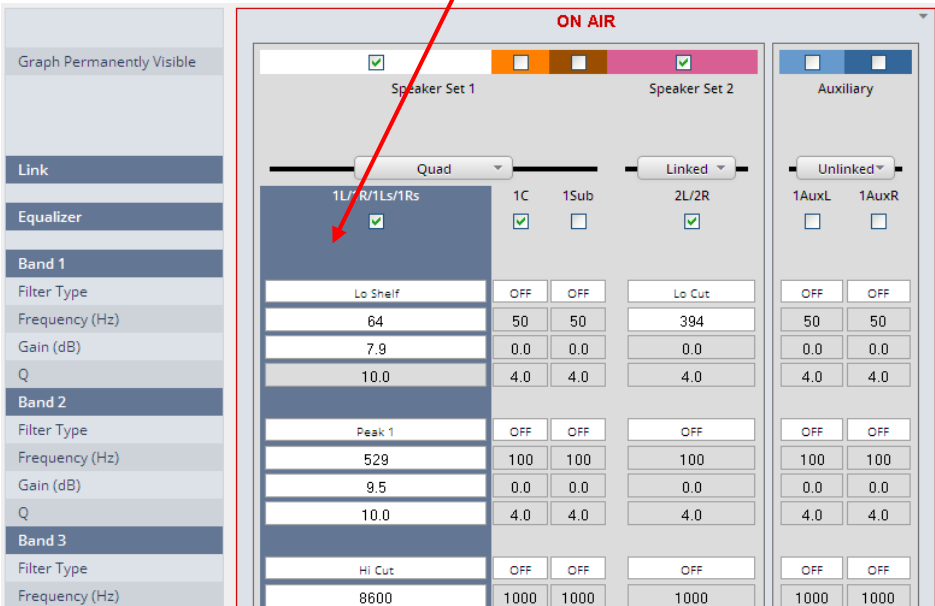 ON AIR
Graph Permanently Visible
Speaker Set 1 Speaker Set 2 Auxiliary
Link Quad Linked Unlinked
1L/1R/1Ls/1Rs 1C 1Sub 2L/2R 1AuxL 1AuxR
Equalizer
Band 1
Filter Type Lo Shelf OFF OFF Lo Cut OFF OFF
Frequency (Hz) 64 50 50 394 50 50
Gain (dB) 7.9 0.0 0.0 0.0 0.0 0.0
Q 10.0 4.0 4.0 4.0 4.0 4.0
Band 2
Filter Type Peak 1 OFF OFF OFF OFF OFF
Frequency (Hz) 529 100 100 100 100 100
Gain (dB) 9.5 0.0 0.0 0.0 0.0 0.0
Q 10.0 4.0 4.0 4.0 4.0 4.0
Band 3
Filter Type Hi Cut OFF OFF OFF OFF OFF
Frequency (Hz) 8600 1000 1000 1000 1000 1000